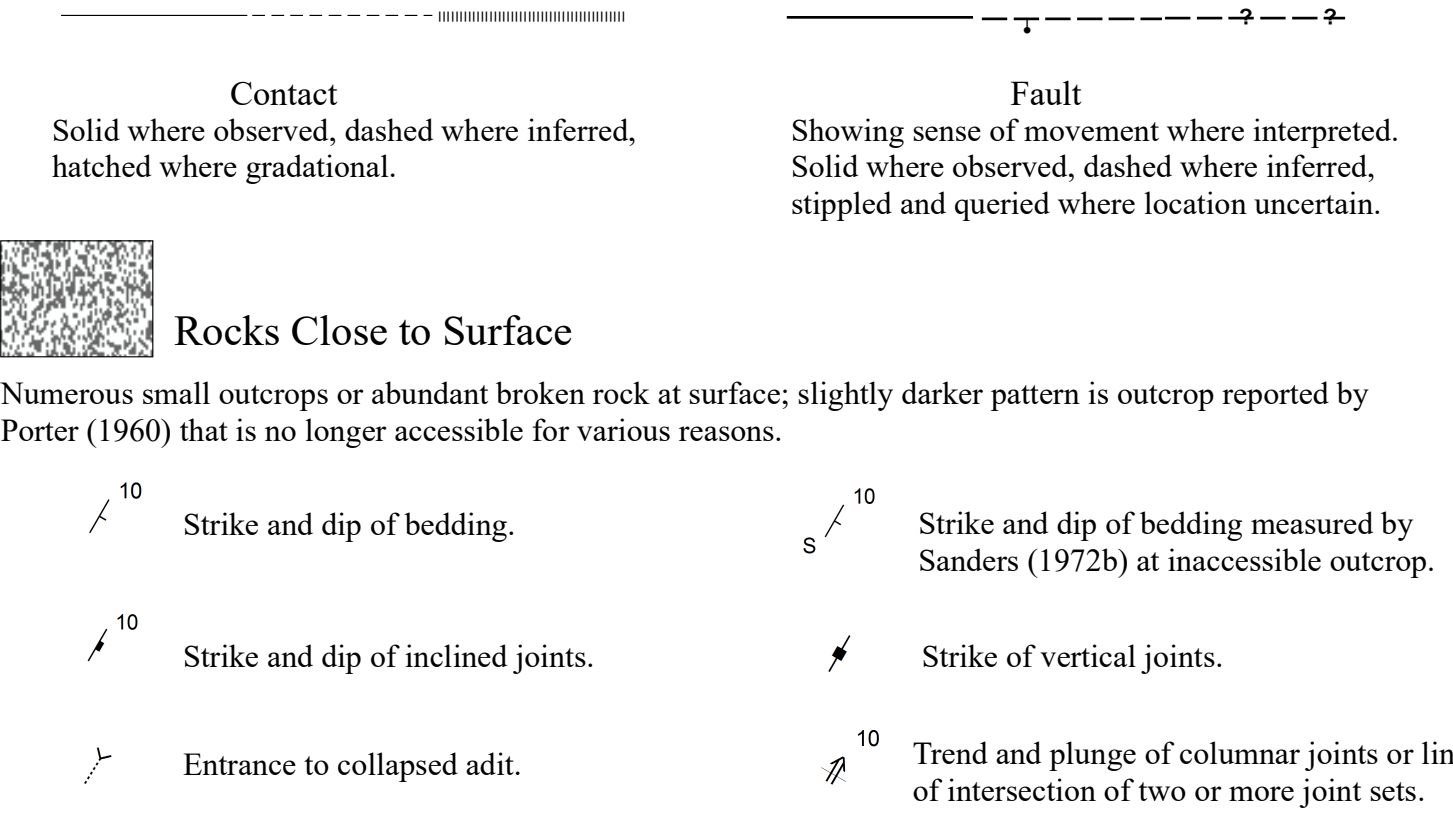 ? ?
Contact
Solid where observed, dashed where inferred,
hatched where gradational.
Fault
Showing sense of movement where interpreted.
Solid where observed, dashed where inferred,
stippled and queried where location uncertain.
Rocks Close to Surface
Numerous small outcrops or abundant broken rock at surface; slightly darker pattern is outcrop reported by
Porter (1960) that is no longer accessible for various reasons.
10
Strike and dip of bedding.
10
S
Strike and dip of bedding measured by
Sanders (1972b) at inaccessible outcrop.
10
Strike and dip of inclined joints.
Strike of vertical joints.
Entrance to collapsed adit.
10
Trend and plunge of columnar joints or lin
of intersection of two or more joint sets.